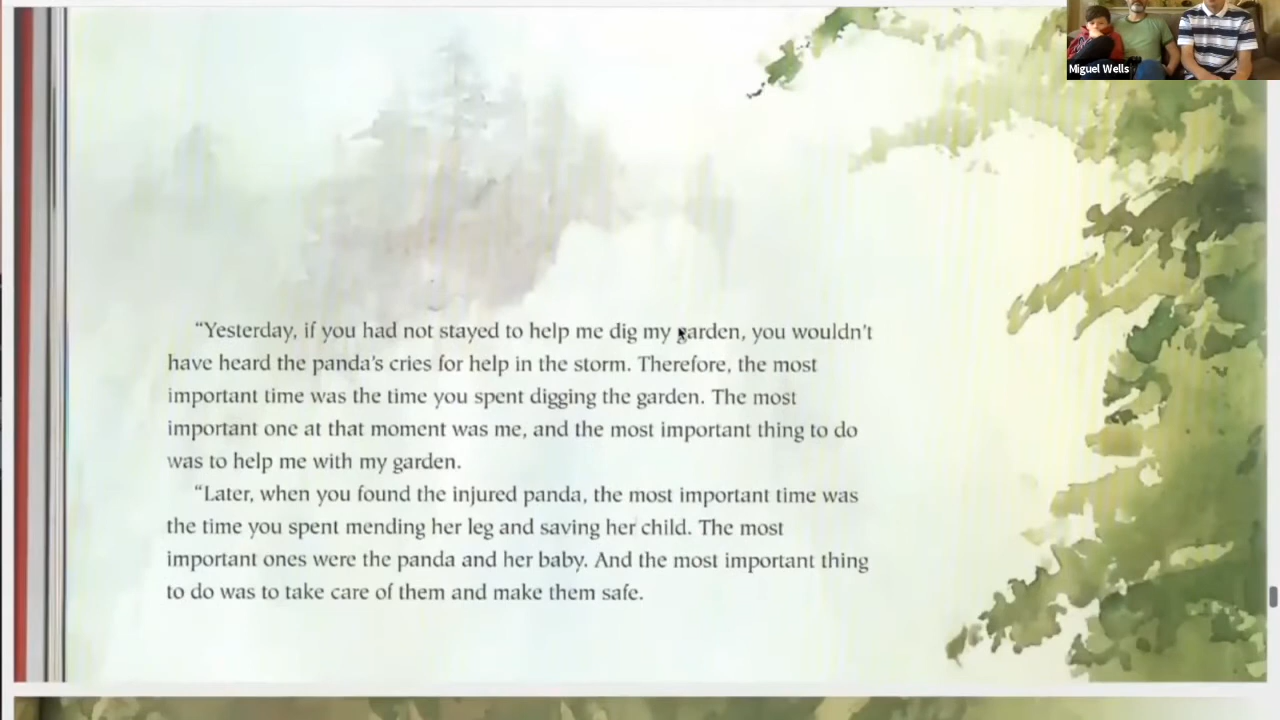 Miguel Wells
“Yesterday, if you had not stayed to help me dig my garden, you wouldn’t
have heard the panda’s cries for help in the storm. Therefore, the most
important time was the time you spent digging the garden. The most
important one at that moment was me, and the most important thing to do
was to help me with my garden.
“Later, when you found the injured panda, the most important time was
the time you spent mending her leg and saving her child. The most
important ones were the panda and her baby. And the most important thing
to do was to take care of them and make them safe.